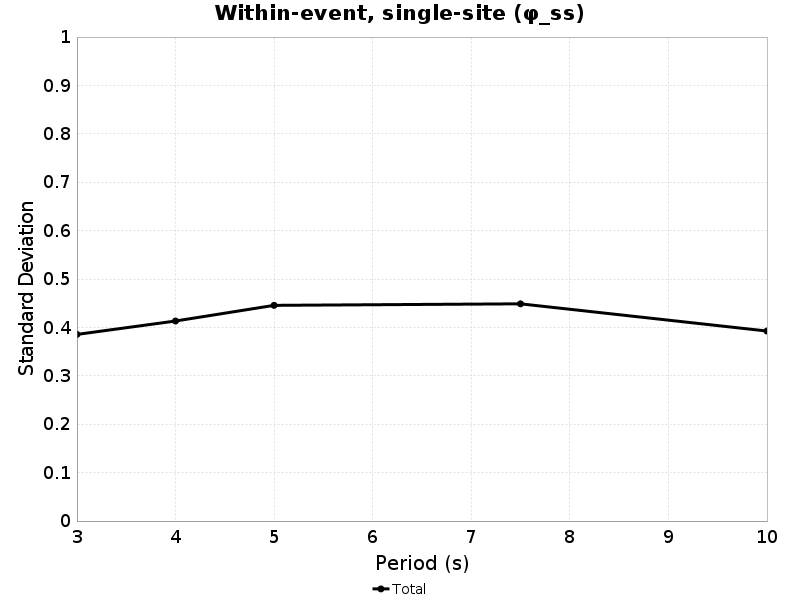 Within-event, single-site (φ_ss)
Standard Deviation
1
0.9
0.8
0.7
0.6
0.5
0.4
0.3
0.2
0.1
0
3 4 5 6 7 8 9 10
Period (s)
Total